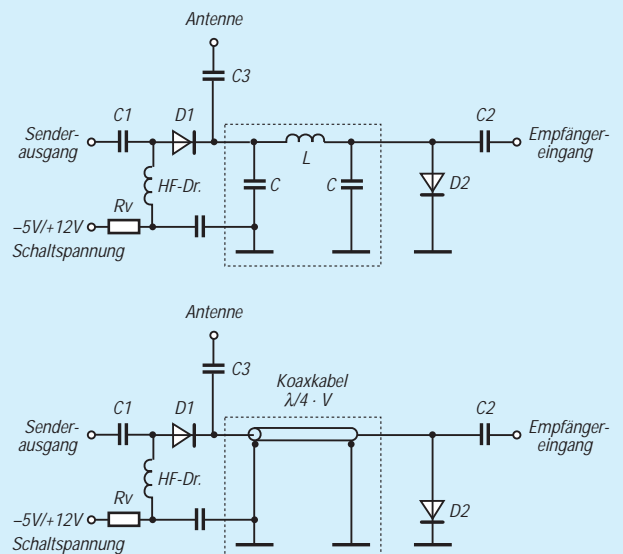 Antenne
C3
C1
D1
C2
Sender-
ausgang
Empfänger-
eingang
L
HF-Dr.
C
C
D2
Rv
–5V/+12V
Schaltspannung
Antenne
C3
Koaxkabel
λ/4 · V
C1
D1
C2
Sender-
ausgang
Empfänger-
eingang
HF-Dr.
Rv
D2
–5V/+12V
Schaltspannung